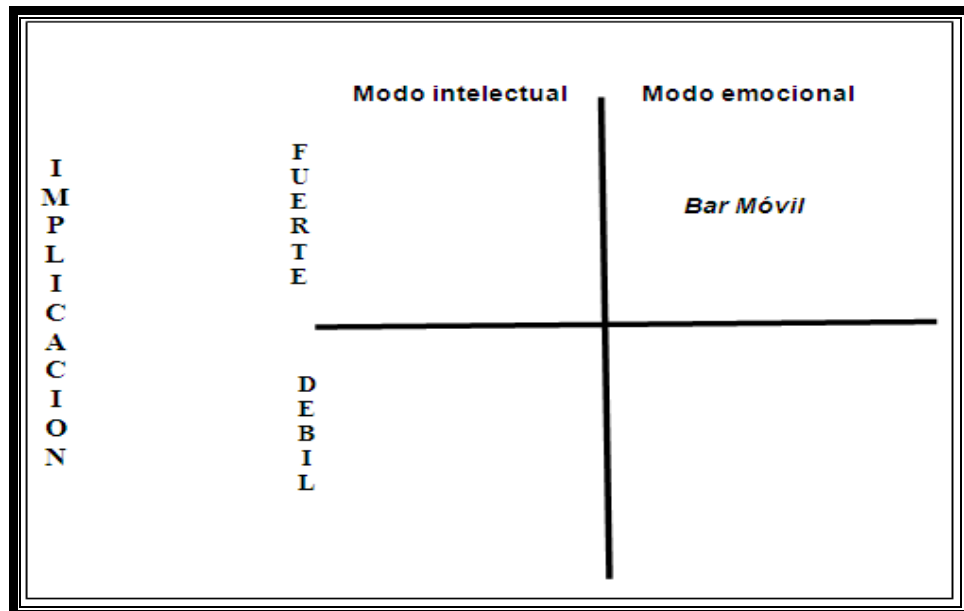 Modo intelectual
Modo emocional
IMPLICACION
FUERTE
Bar Móvil
DEBIL